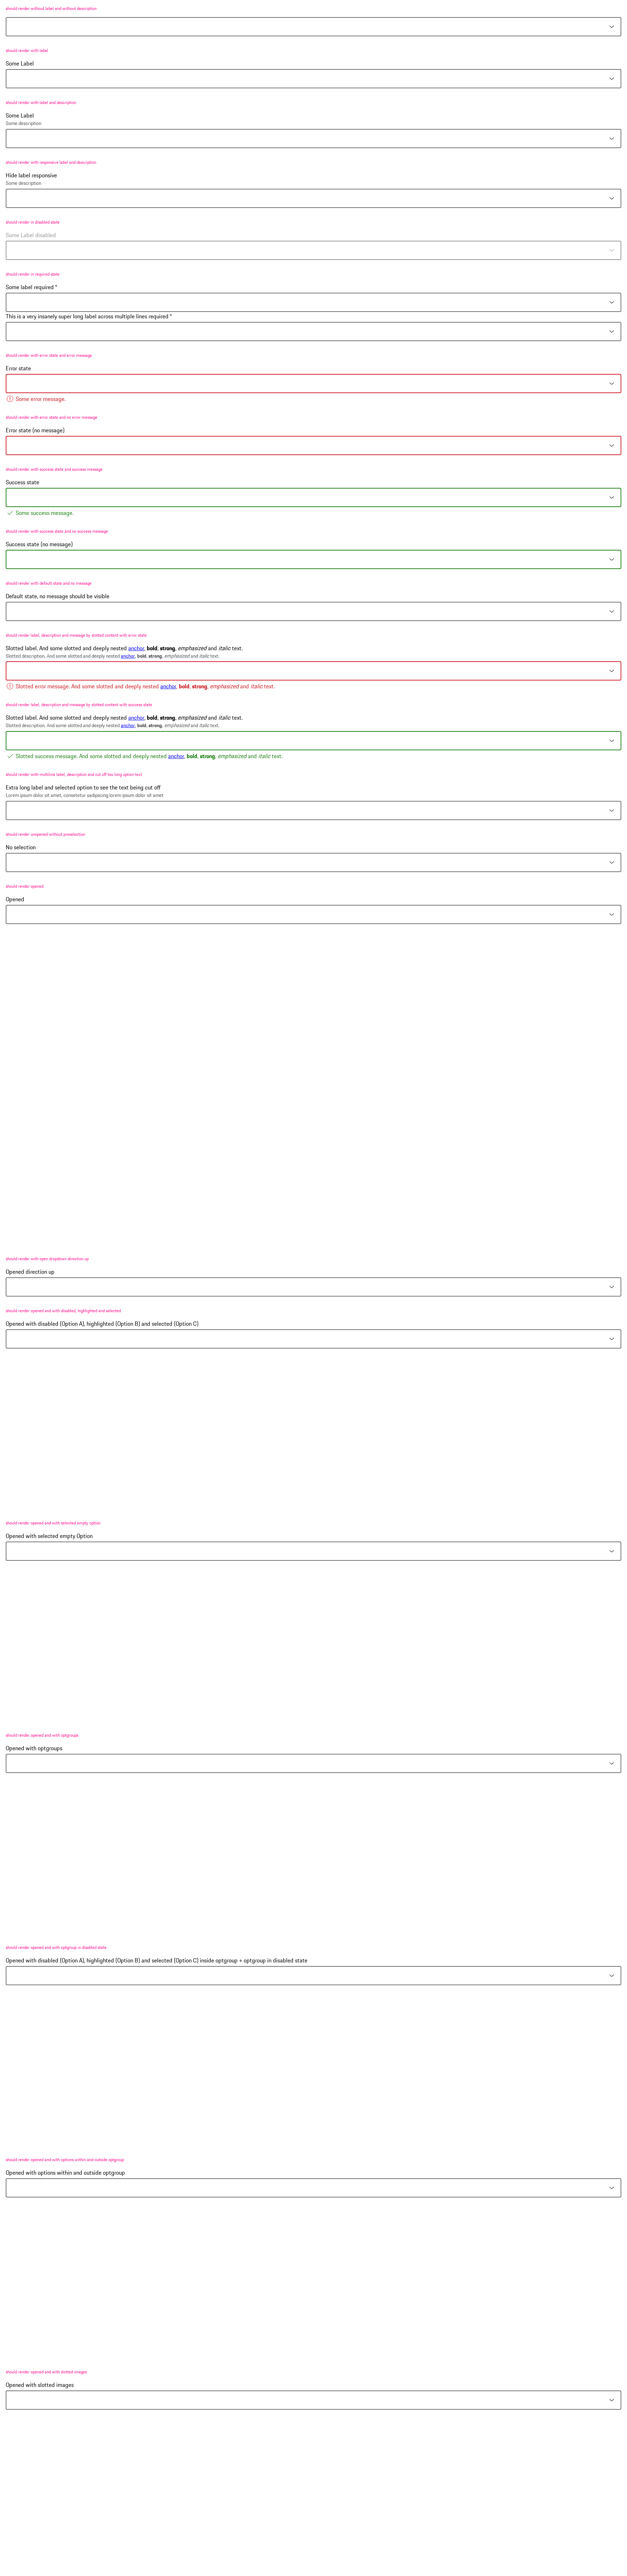 should render without label and without description
should render with label
Some Label
should render with label and description
Some Label
Some description
should render with responsive label and description
Hide label responsive
Some description
should render in disabled state
Some Label disabled
should render in required state
Some label required *
This is a very insanely super long label across multiple lines required *
should render with error state and error message
Error state
Some error message.
should render with error state and no error message
Error state (no message)
should render with success state and success message
Success state
Some success message.
should render with success state and no success message
Success state (no message)
should render with default state and no message
Default state, no message should be visible
should render label, description and message by slotted content with error state
Slotted label. And some slotted and deeply nested anchor, bold, strong, emphasized and italic text.
Slotted description. And some slotted and deeply nested anchor, bold, strong, emphasized and italic text.
Slotted error message. And some slotted and deeply nested anchor, bold, strong, emphasized and italic text.
should render label, description and message by slotted content with success state
Slotted label. And some slotted and deeply nested anchor, bold, strong, emphasized and italic text.
Slotted description. And some slotted and deeply nested anchor, bold, strong, emphasized and italic text.
Slotted success message. And some slotted and deeply nested anchor, bold, strong, emphasized and italic text.
should render with multiline label, description and cut off too long option text
Extra long label and selected option to see the text being cut off
Lorem ipsum dolor sit amet, consetetur sadipscing lorem ipsum dolor sit amet
should render unopened without preselection
No selection
should render opened
Opened
should render with open dropdown direction up
Opened direction up
should render opened and with disabled, highlighted and selected
Opened with disabled (Option A), highlighted (Option B) and selected (Option C)
should render opened and with selected empty option
Opened with selected empty Option
should render opened and with optgroups
Opened with optgroups
should render opened and with optgroup in disabled state
Opened with disabled (Option A), highlighted (Option B) and selected (Option C) inside optgroup + optgroup in disabled state
should render opened and with options within and outside optgroup
Opened with options within and outside optgroup
should render opened and with slotted images
Opened with slotted images